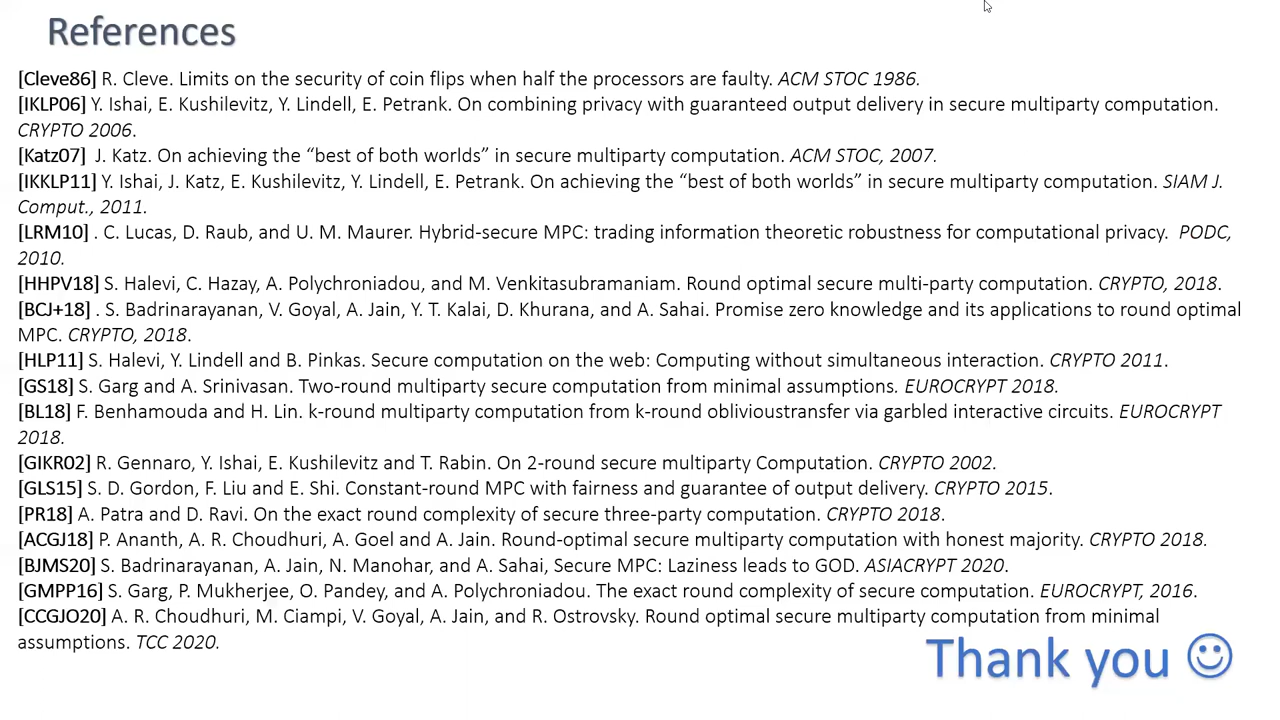 References
[Cleve86] R. Cleve. Limits on the security of coin flips when half the processors are faulty. ACM STOC 1986.
[IKLP06] Y. Ishai, E. Kushilevitz, Y. Lindell, E. Petrank. On combining privacy with guaranteed output delivery in secure multiparty computation.
CRYPTO 2006.
[Katz07] J. Katz. On achieving the “best of both worlds” in secure multiparty computation. ACM STOC, 2007.
[IKKLP11] Y. Ishai, J. Katz, E. Kushilevitz, Y. Lindell, E. Petrank. On achieving the “best of both worlds” in secure multiparty computation. SIAM J.
Comput., 2011.
[LRM10] . C. Lucas, D. Raub, and U. M. Maurer. Hybrid-secure MPC: trading information theoretic robustness for computational privacy. PODC,
2010.
[HHPV18] S. Halevi, C. Hazay, A. Polychroniadou, and M. Venkitasubramaniam. Round optimal secure multi-party computation. CRYPTO, 2018.
[BCJ+18] . S. Badrinarayanan, V. Goyal, A. Jain, Y. T. Kalai, D. Khurana, and A. Sahai. Promise zero knowledge and its applications to round optimal
MPC. CRYPTO, 2018.
[HLP11] S. Halevi, Y. Lindell and B. Pinkas. Secure computation on the web: Computing without simultaneous interaction. CRYPTO 2011.
[GS18] S. Garg and A. Srinivasan. Two-round multiparty secure computation from minimal assumptions. EUROCRYPT 2018.
[BL18] F. Benhamouda and H. Lin. k-round multiparty computation from k-round oblivioustransfer via garbled interactive circuits. EUROCRYPT
2018.
[GIKR02] R. Gennaro, Y. Ishai, E. Kushilevitz and T. Rabin. On 2-round secure multiparty Computation. CRYPTO 2002.
[GLS15] S. D. Gordon, F. Liu and E. Shi. Constant-round MPC with fairness and guarantee of output delivery. CRYPTO 2015.
[PR18] A. Patra and D. Ravi. On the exact round complexity of secure three-party computation. CRYPTO 2018.
[ACGJ18] P. Ananth, A. R. Choudhuri, A. Goel and A. Jain. Round-optimal secure multiparty computation with honest majority. CRYPTO 2018.
[BJMS20] S. Badrinarayanan, A. Jain, N. Manohar, and A. Sahai, Secure MPC: Laziness leads to GOD. ASIACRYPT 2020.
[GMPP16] S. Garg, P. Mukherjee, O. Pandey, and A. Polychroniadou. The exact round complexity of secure computation. EUROCRYPT, 2016.
[CCGJO20] A. R. Choudhuri, M. Ciampi, V. Goyal, A. Jain, and R. Ostrovsky. Round optimal secure multiparty computation from minimal
assumptions. TCC 2020.
Thank you ☺